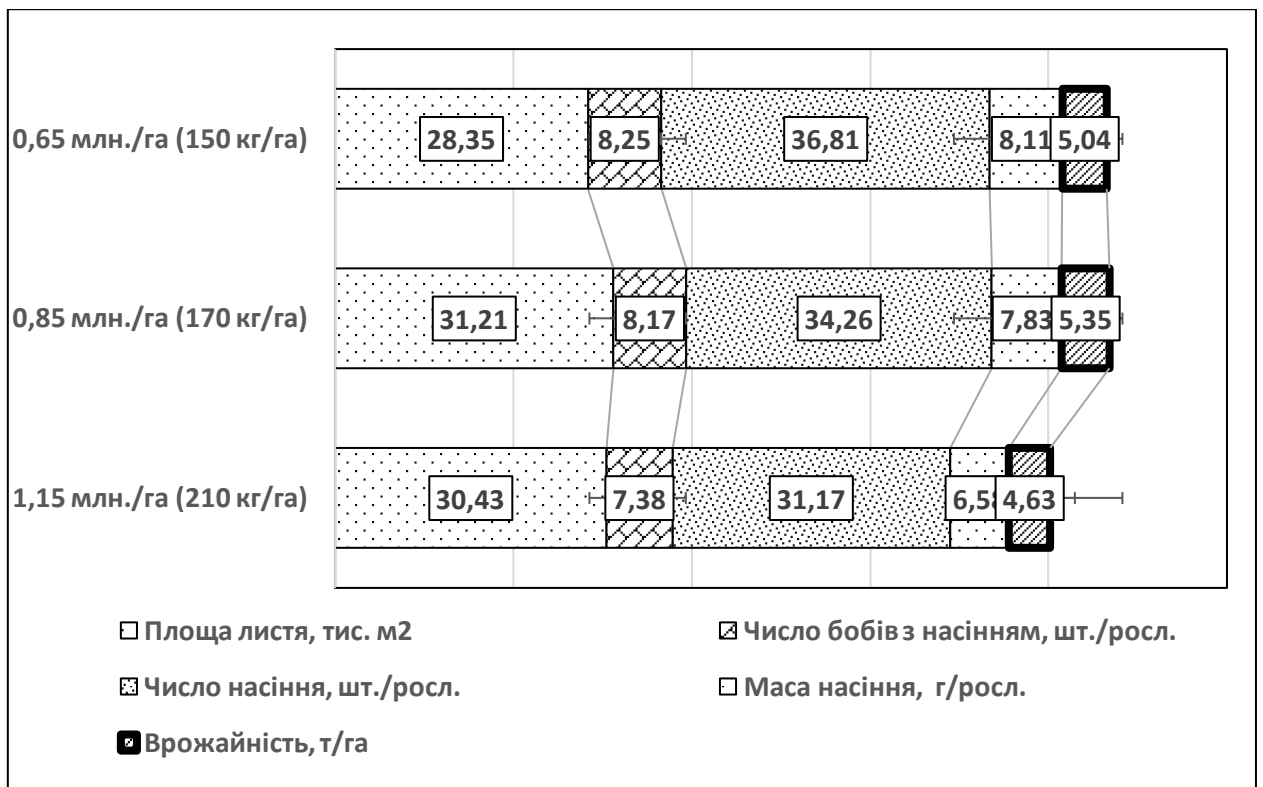 0,65 млн./га (150 кг/га) 28,35 8,25 36,81 8,11 5,04
0,85 млн./га (170 кг/га) 31,21 8,17 34,26 7,83 5,35
1,15 млн./га (210 кг/га) 30,43 7,38 31,17 6,58 4,63
Площа листя, тис. м2 Число бобів з насінням, шт./росл.
Число насіння, шт./росл. Маса насіння, г/росл.
Врожайність, т/га